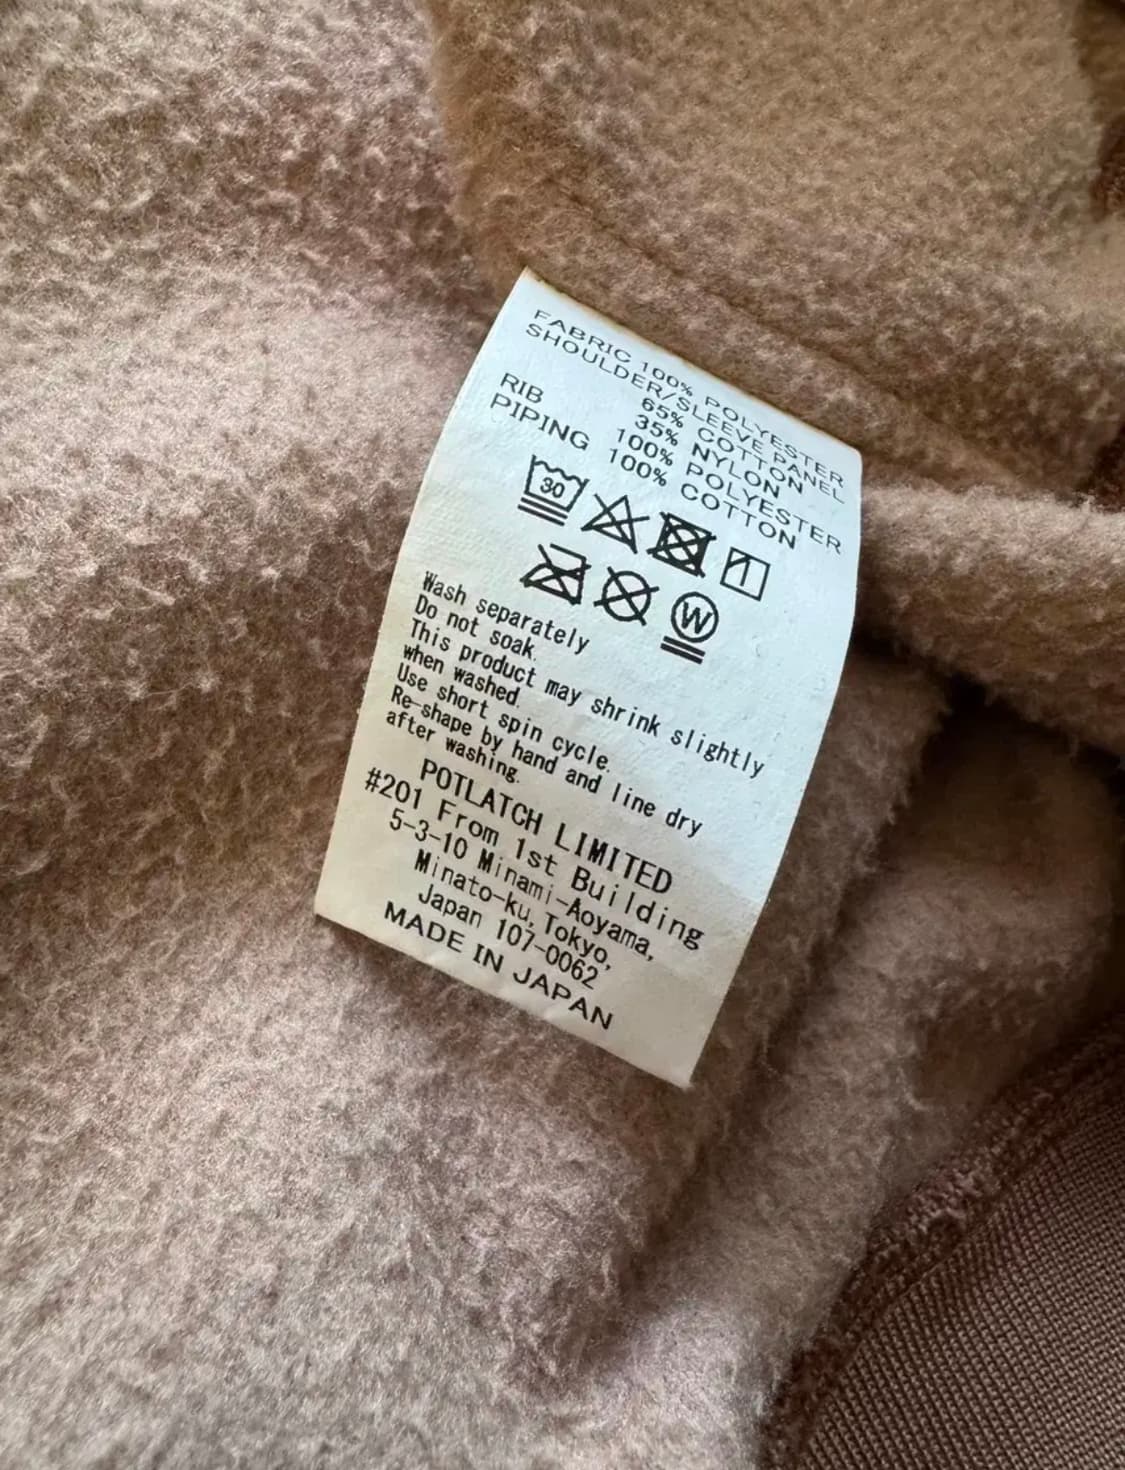 FABRIC 100% POLYESTER
SHOULDER/SLEEVE PANEL
65% COTTON
35% NYLON
RIB 100% POLYESTER
PIPING 100% COTTON
30
W
Wash separately
Do not soak.
This product may shrink slightly
when washed.
Use short spin cycle.
Re-shape by hand and line dry
after washing.
POTLATCH LIMITED
#201 From 1st Building
5-3-10 Minami-Aoyama,
Minato-ku, Tokyo,
Japan 107-0062
MADE IN JAPAN